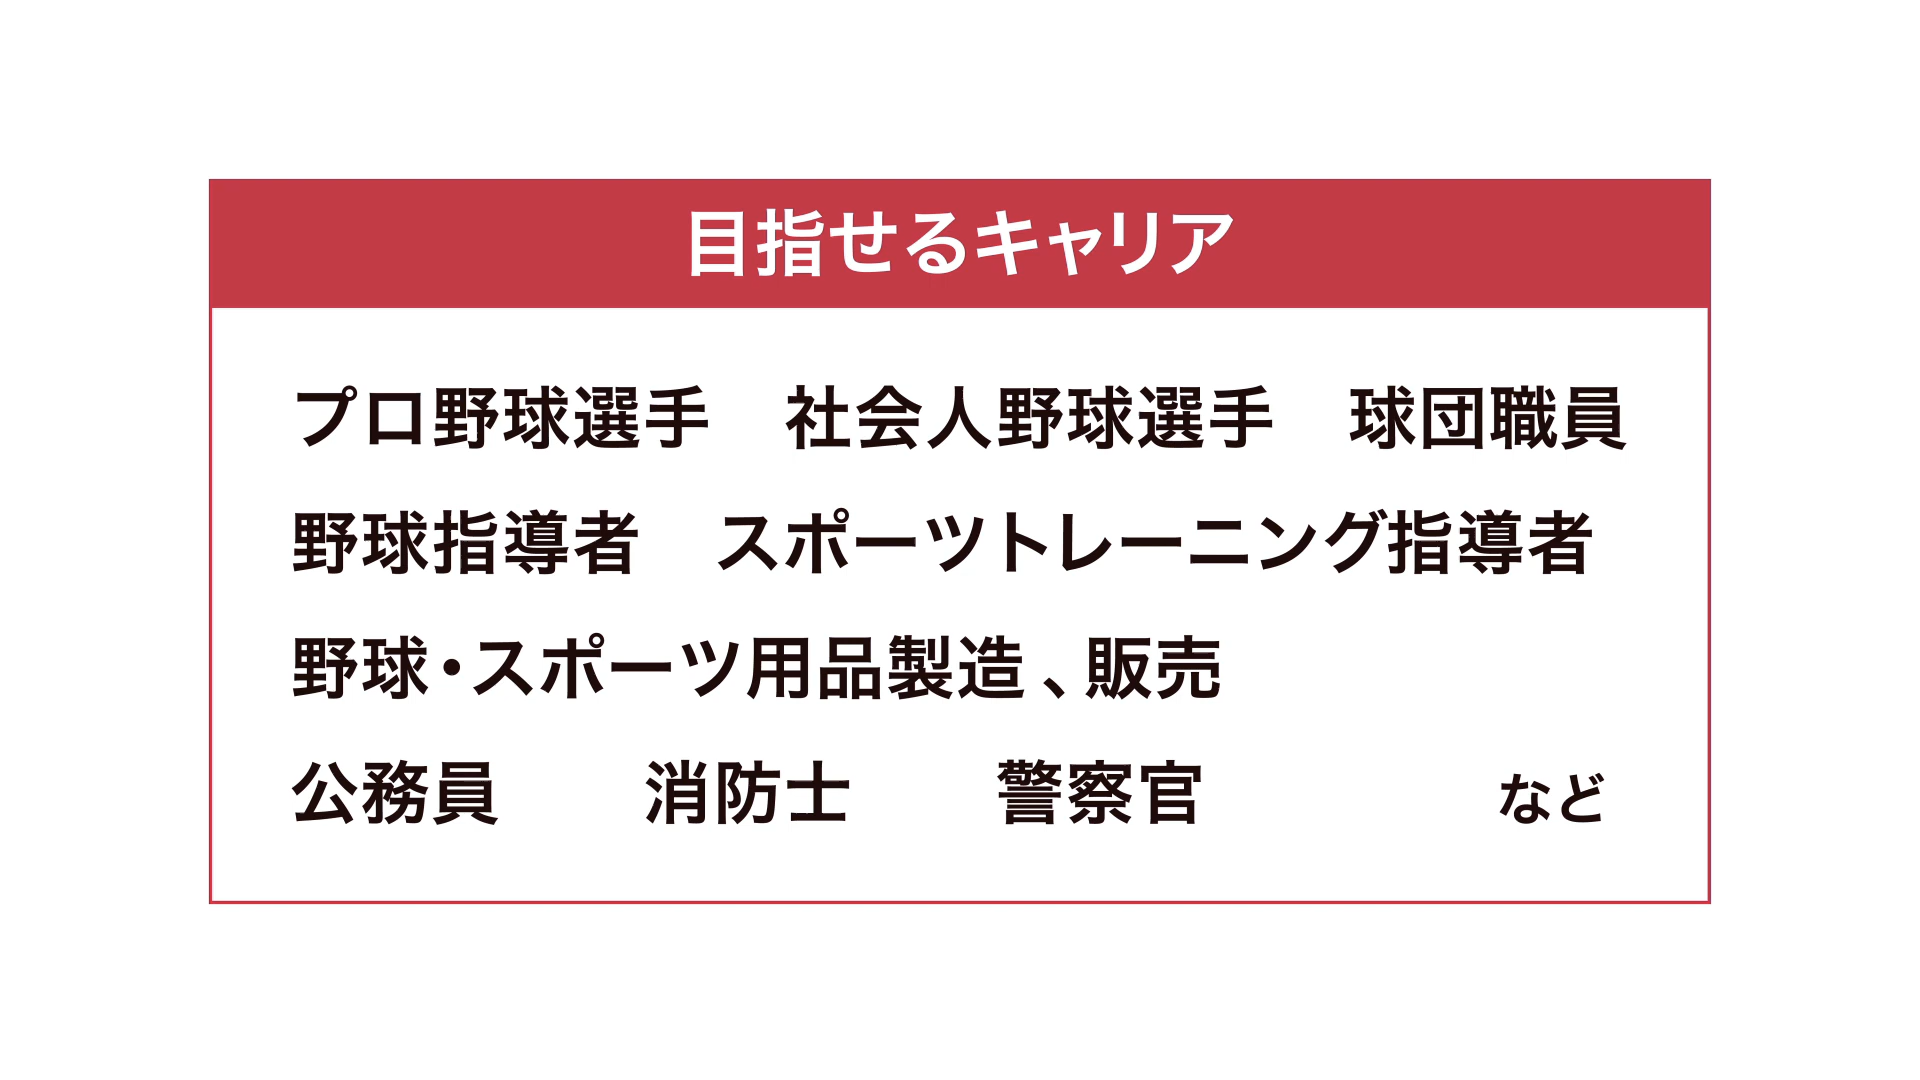 目指せるキャリア
プロ野球選手　社会人野球選手　球団職員
野球指導者　スポーツトレーニング指導者
野球・スポーツ用品製造、販売
公務員　　消防士　　警察官　　　　など